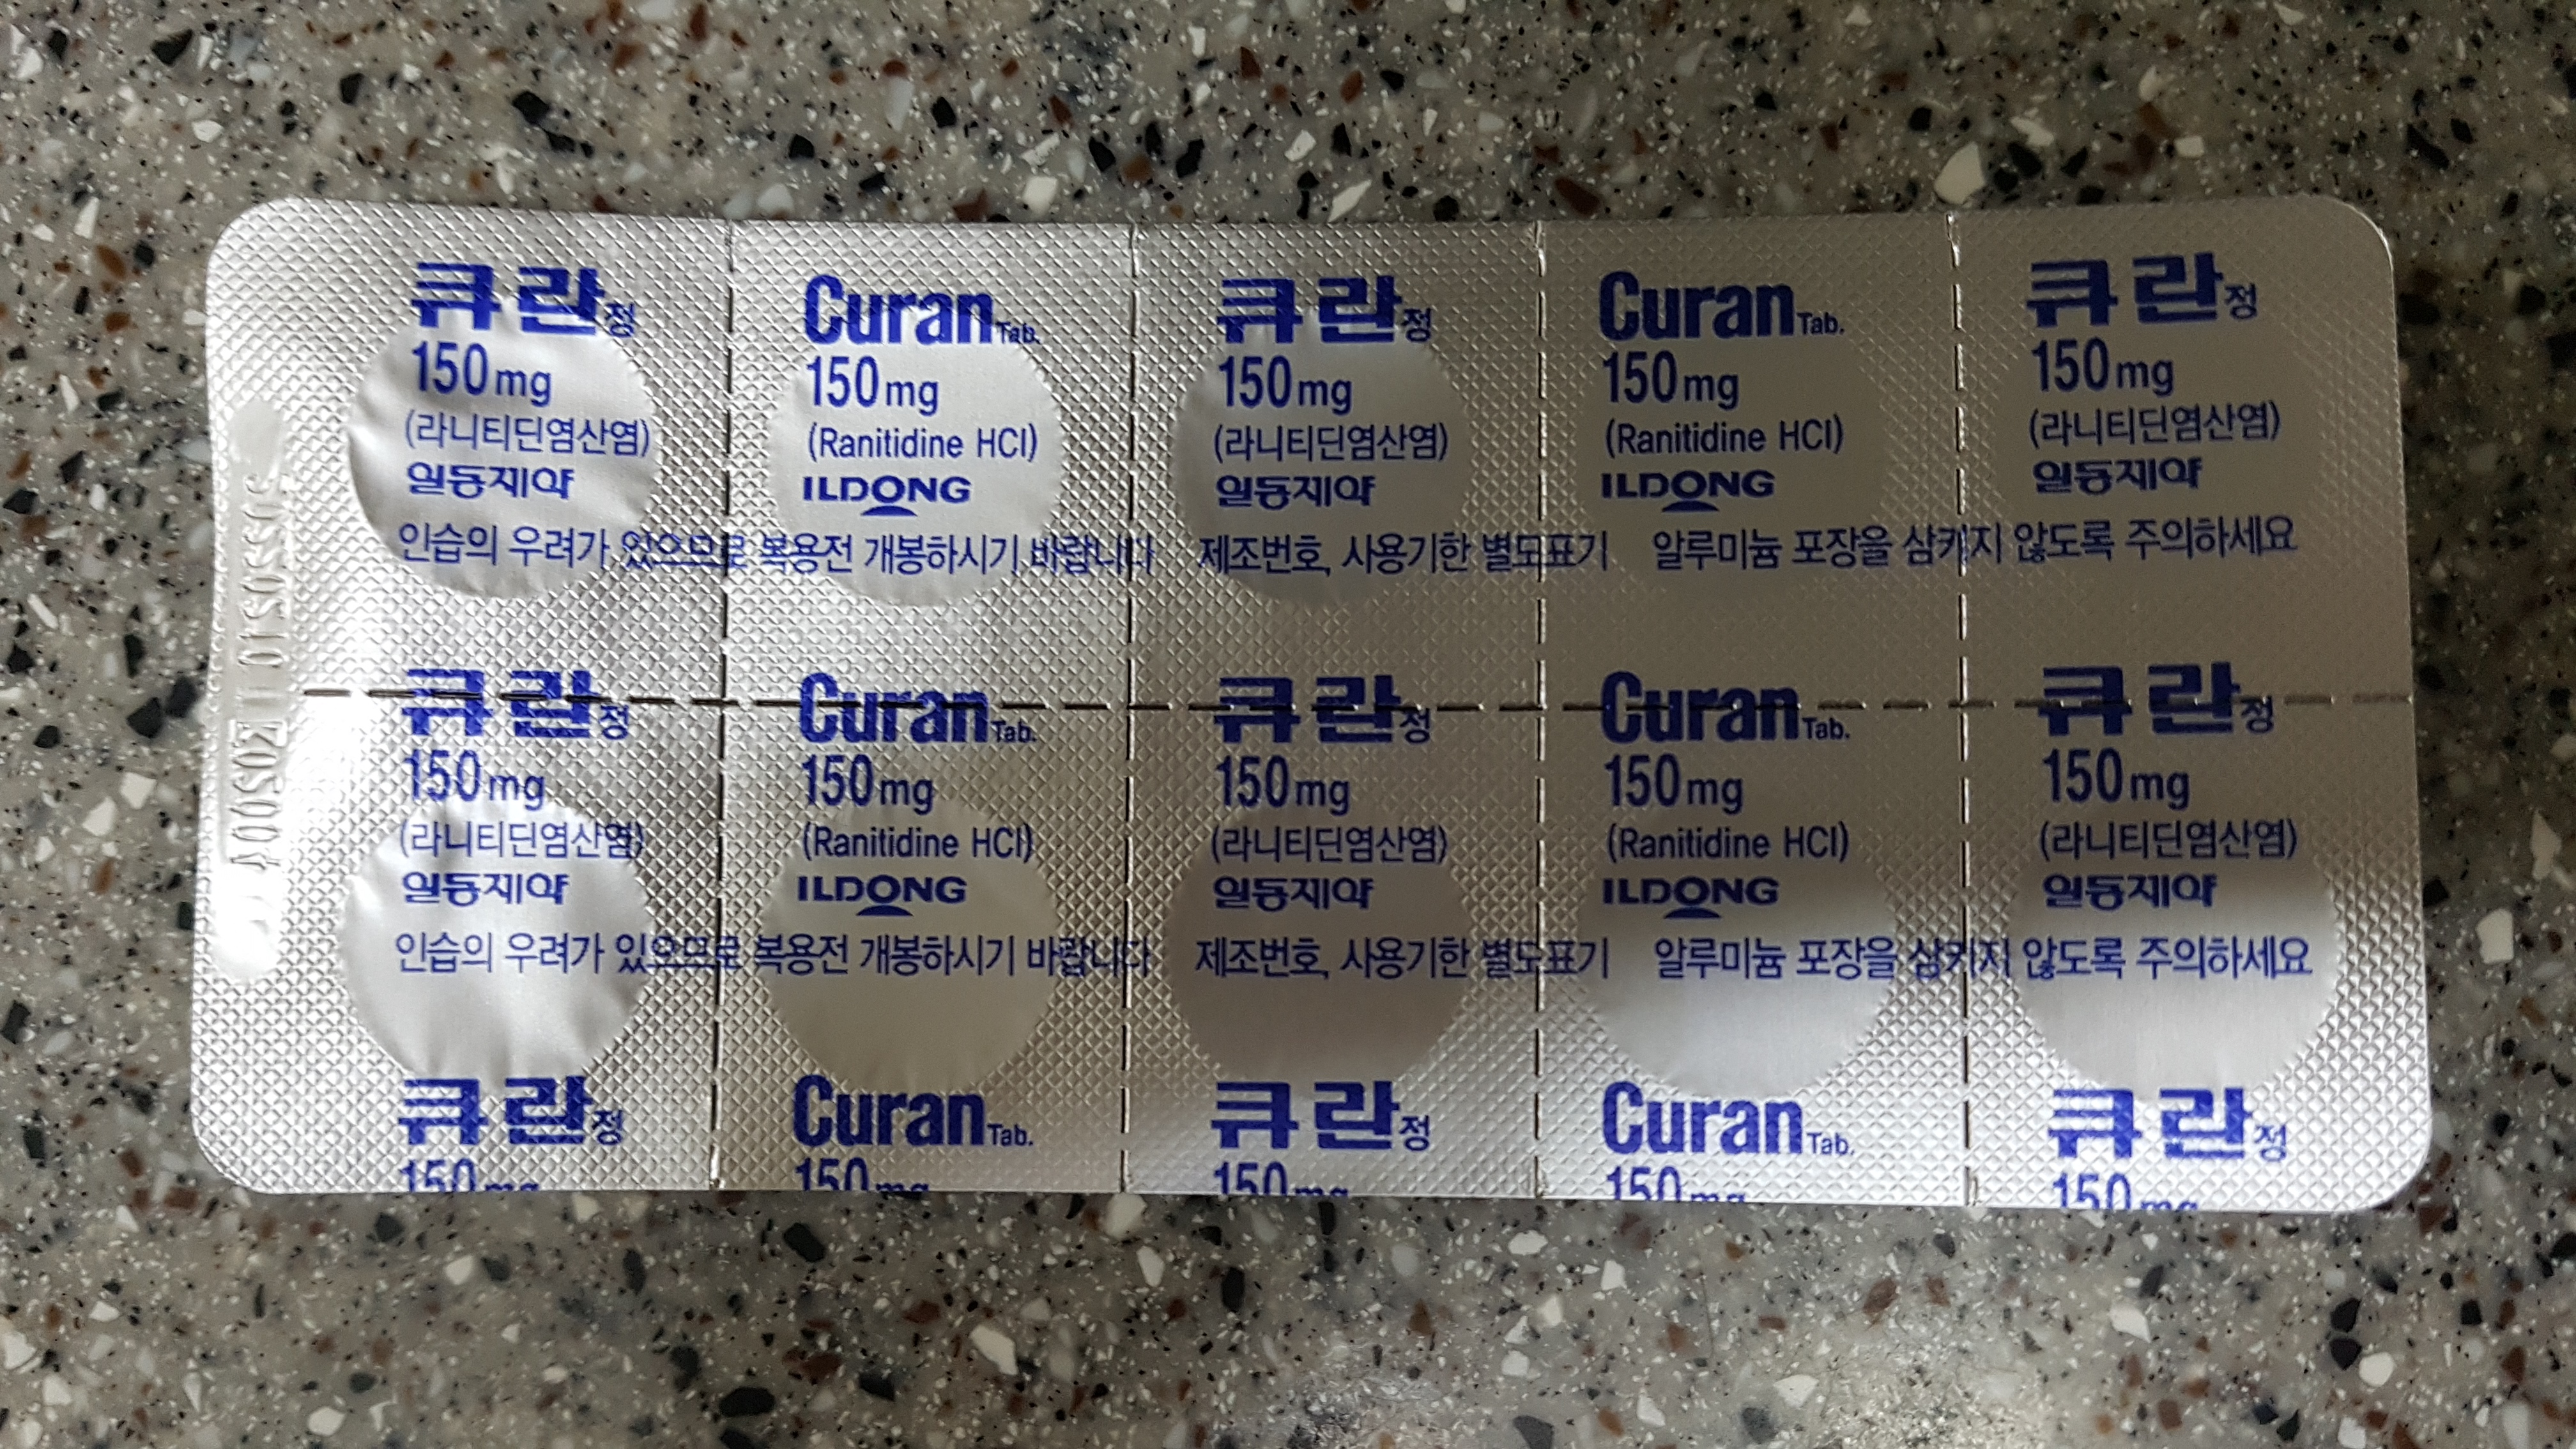 큐란정 Curan Tab. 큐란정 Curan Tab. 큐란정
150mg 150mg 150mg 150mg 150mg
(라니티딘염산염) (Ranitidine HCl) (라니티딘염산염) (Ranitidine HCl) (라니티딘염산염)
일동제약 ILDONG 일동제약 ILDONG 일동제약
인습의 우려가 있으므로 복용전 개봉하시기 바랍니다 제조번호, 사용기한 별도표기 알루미늄 포장을 삼키지 않도록 주의하세요
큐란정 Curan Tab. 큐란정 Curan Tab. 큐란정
150mg 150mg 150mg 150mg 150mg
(라니티딘염산염) (Ranitidine HCl) (라니티딘염산염) (Ranitidine HCl) (라니티딘염산염)
일동제약 ILDONG 일동제약 ILDONG 일동제약
인습의 우려가 있으므로 복용전 개봉하시기 바랍니다 제조번호, 사용기한 별도표기 알루미늄 포장을 삼키지 않도록 주의하세요
큐란정 Curan Tab. 큐란정 Curan Tab. 큐란정
150mg 150mg 150mg 150mg 150mg